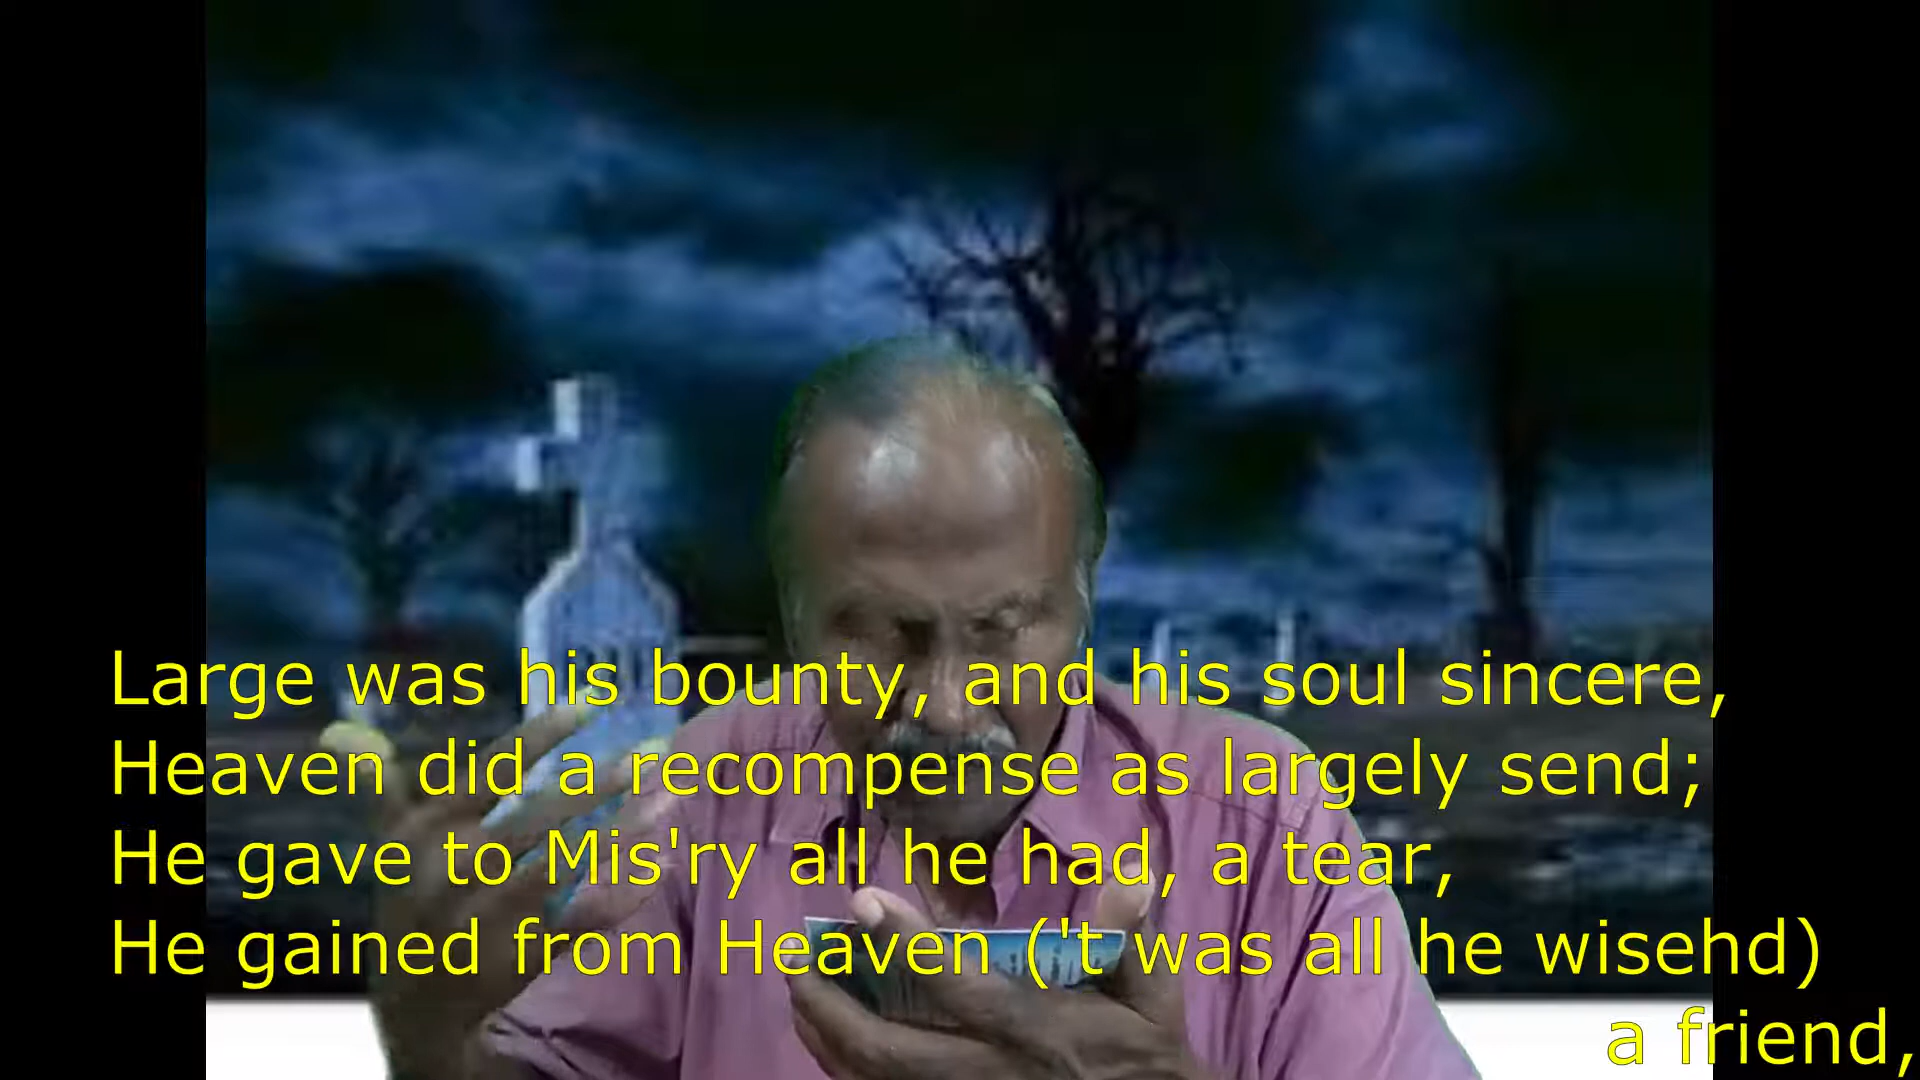 Large was his bounty, and his soul sincere,
Heaven did a recompense as largely send;
He gave to Mis'ry all he had, a tear,
He gained from Heaven ('t was all he wisehd)
a friend,